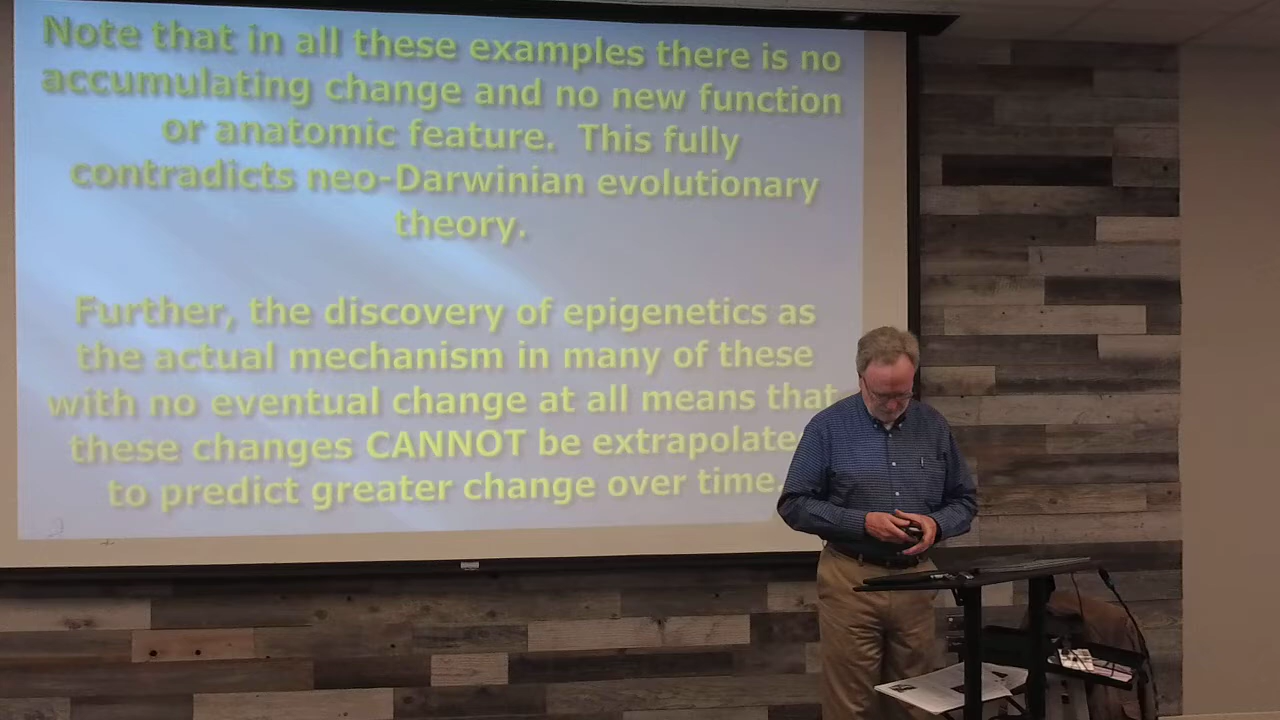 Note that in all these examples there is no
accumulating change and no new function
or anatomic feature. This fully
contradicts neo-Darwinian evolutionary
theory.
Further, the discovery of epigenetics as
the actual mechanism in many of these
with no eventual change at all means that
these changes CANNOT be extrapolate
to predict greater change over time.